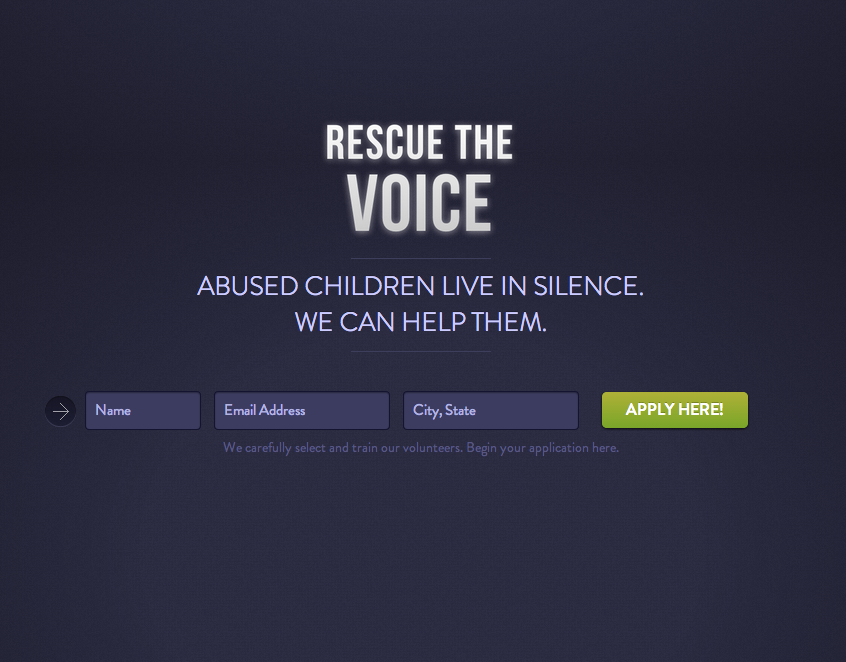 RESCUE THE
VOICE
ABUSED CHILDREN LIVE IN SILENCE.
WE CAN HELP THEM.
Name
Email Address
City, State
APPLY HERE!
We carefully select and train our volunteers. Begin your application here.